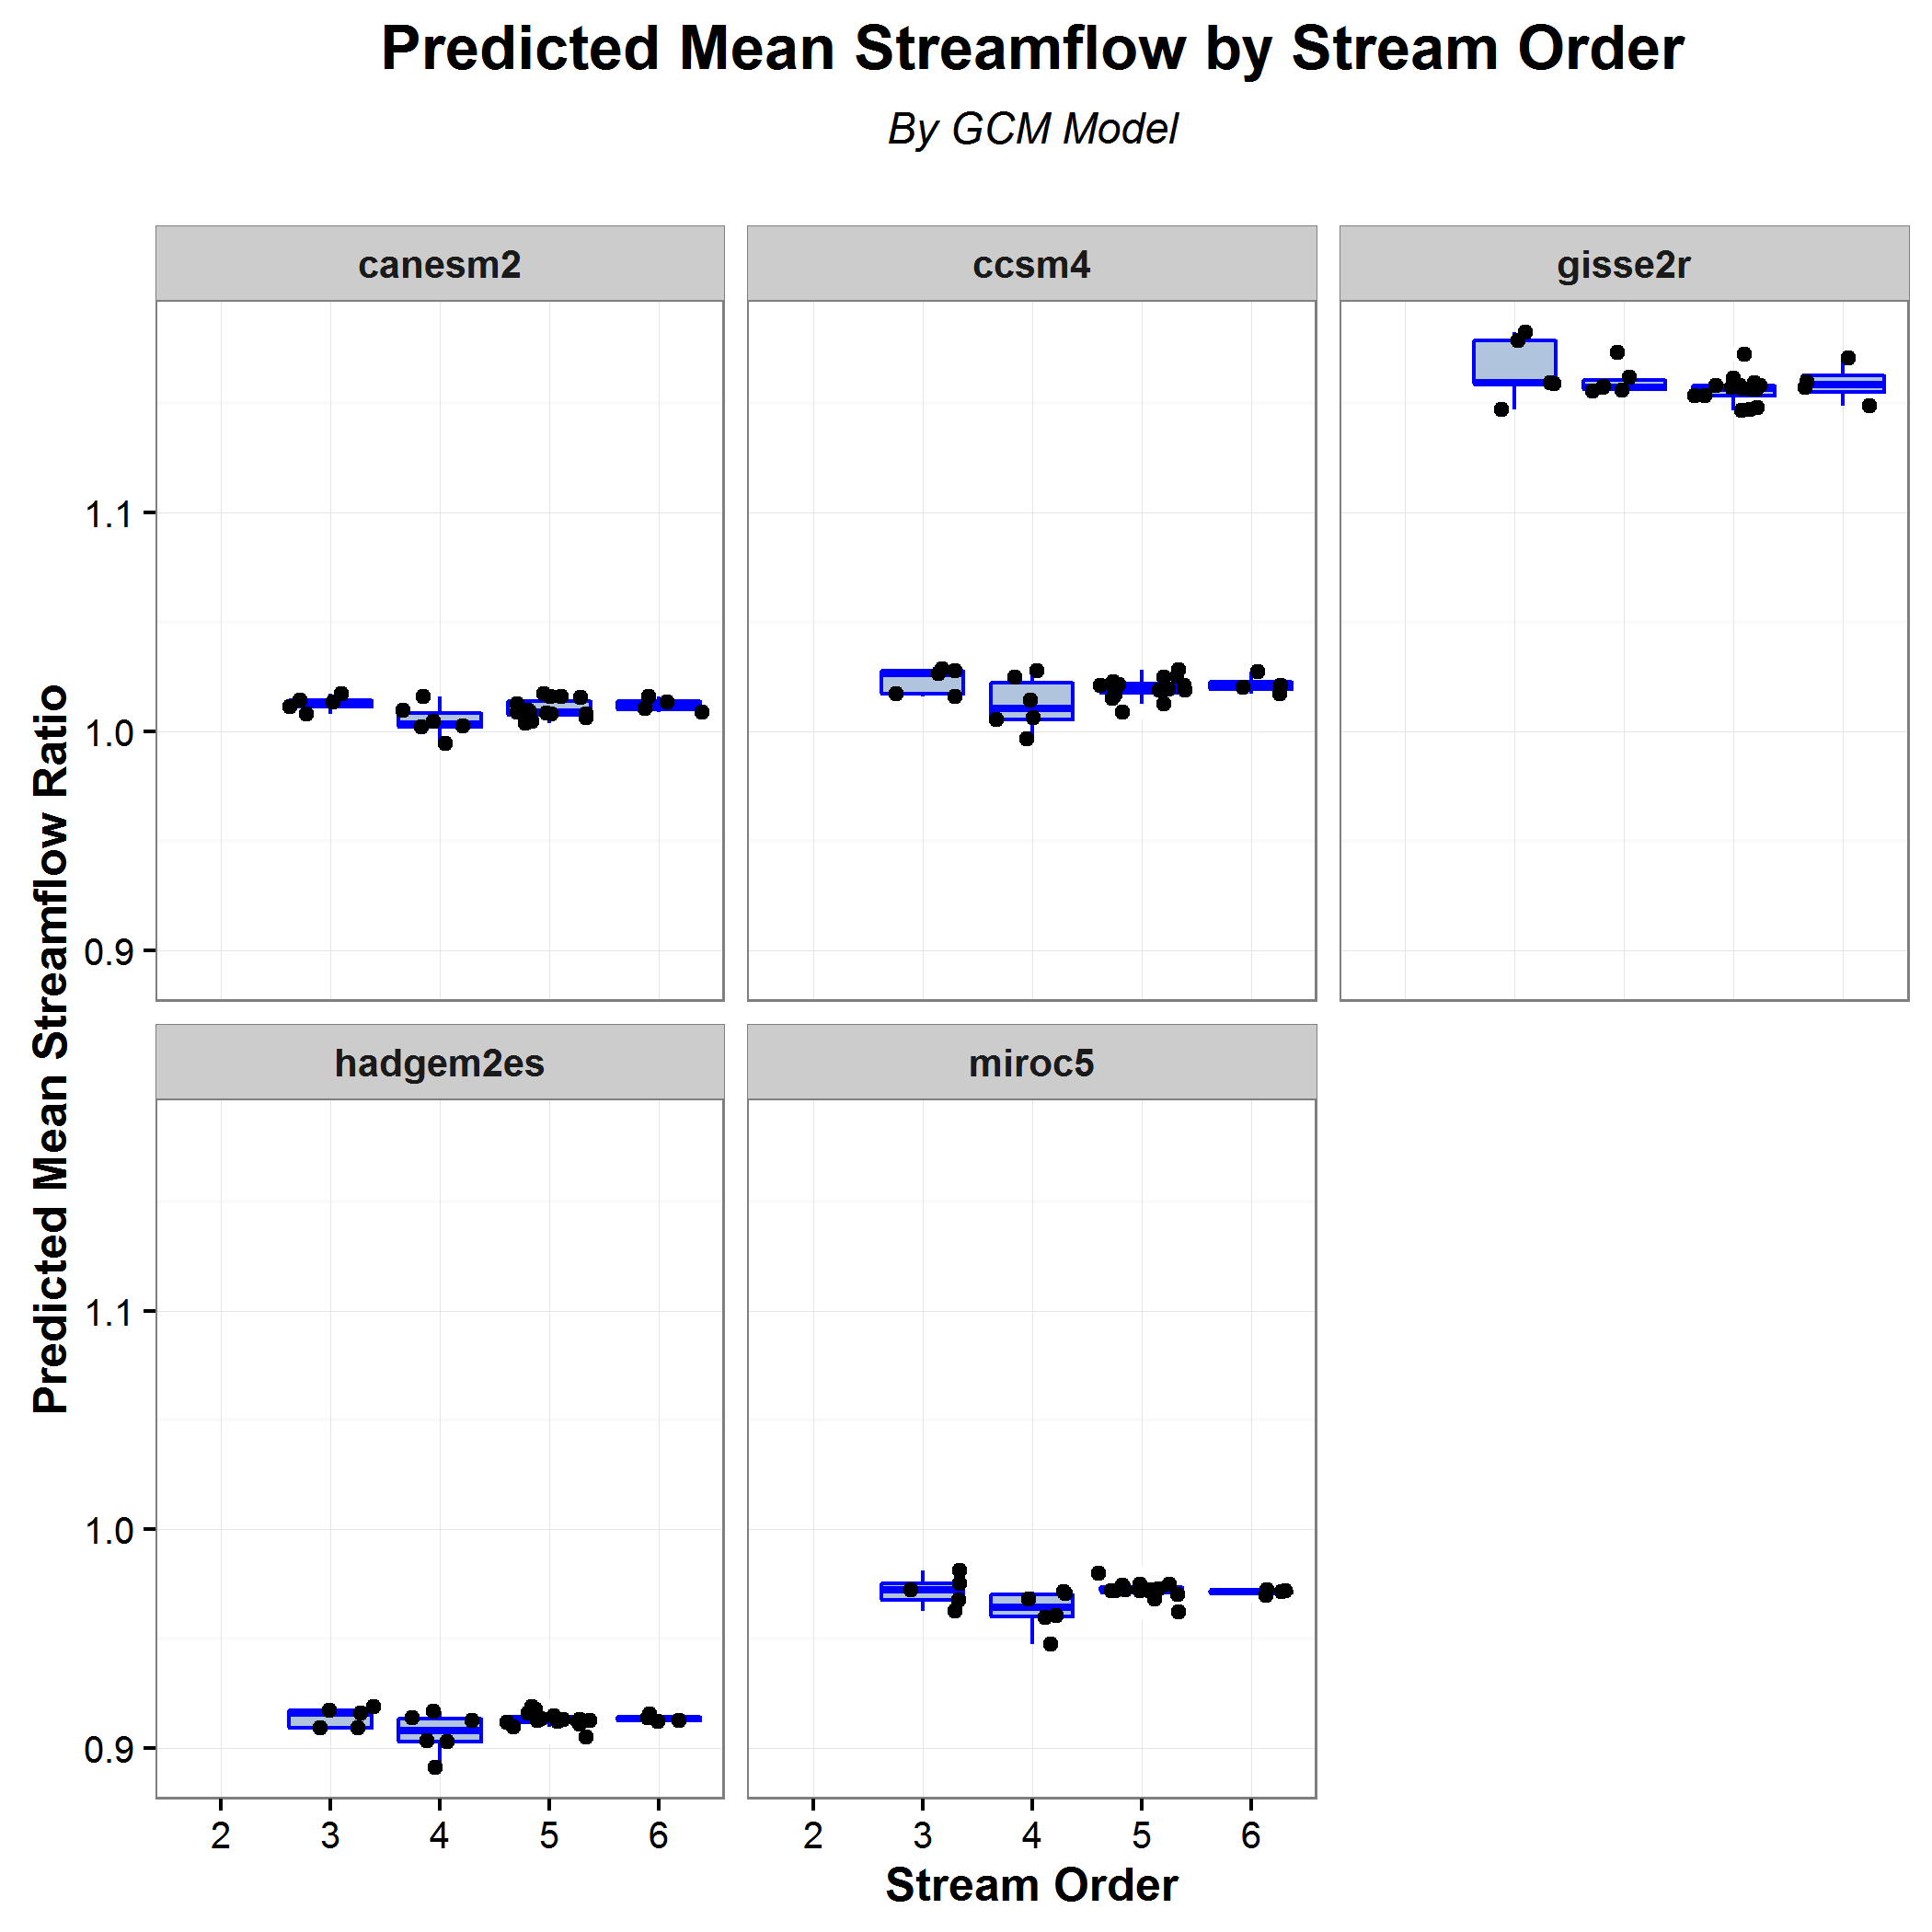 Predicted Mean Streamflow by Stream Order
By GCM Model
canesm2
ccsm4
gisse2r
1.1
1.0
0.9
Predicted Mean Streamflow Ratio
hadgem2es
miroc5
1.1
1.0
0.9
2 3 4 5 6
2 3 4 5 6
Stream Order